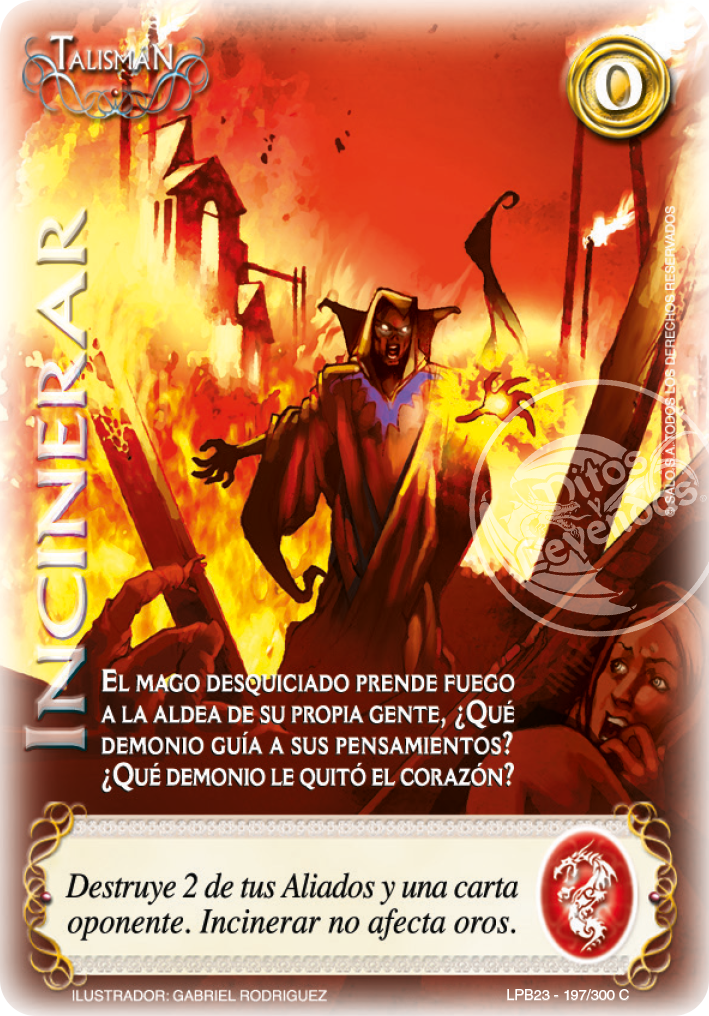 Talisman
0
Incinerar
© SALO S.A. TODOS LOS DERECHOS RESERVADOS
Mitos
y
Leyendas
El mago desquiciado prende fuego
a la aldea de su propia gente, ¿Qué
demonio guía a sus pensamientos?
¿Qué demonio le quitó el corazón?
Destruye 2 de tus Aliados y una carta
oponente. Incinerar no afecta oros.
ILUSTRADOR: GABRIEL RODRIGUEZ
LPB23 - 197/300 C